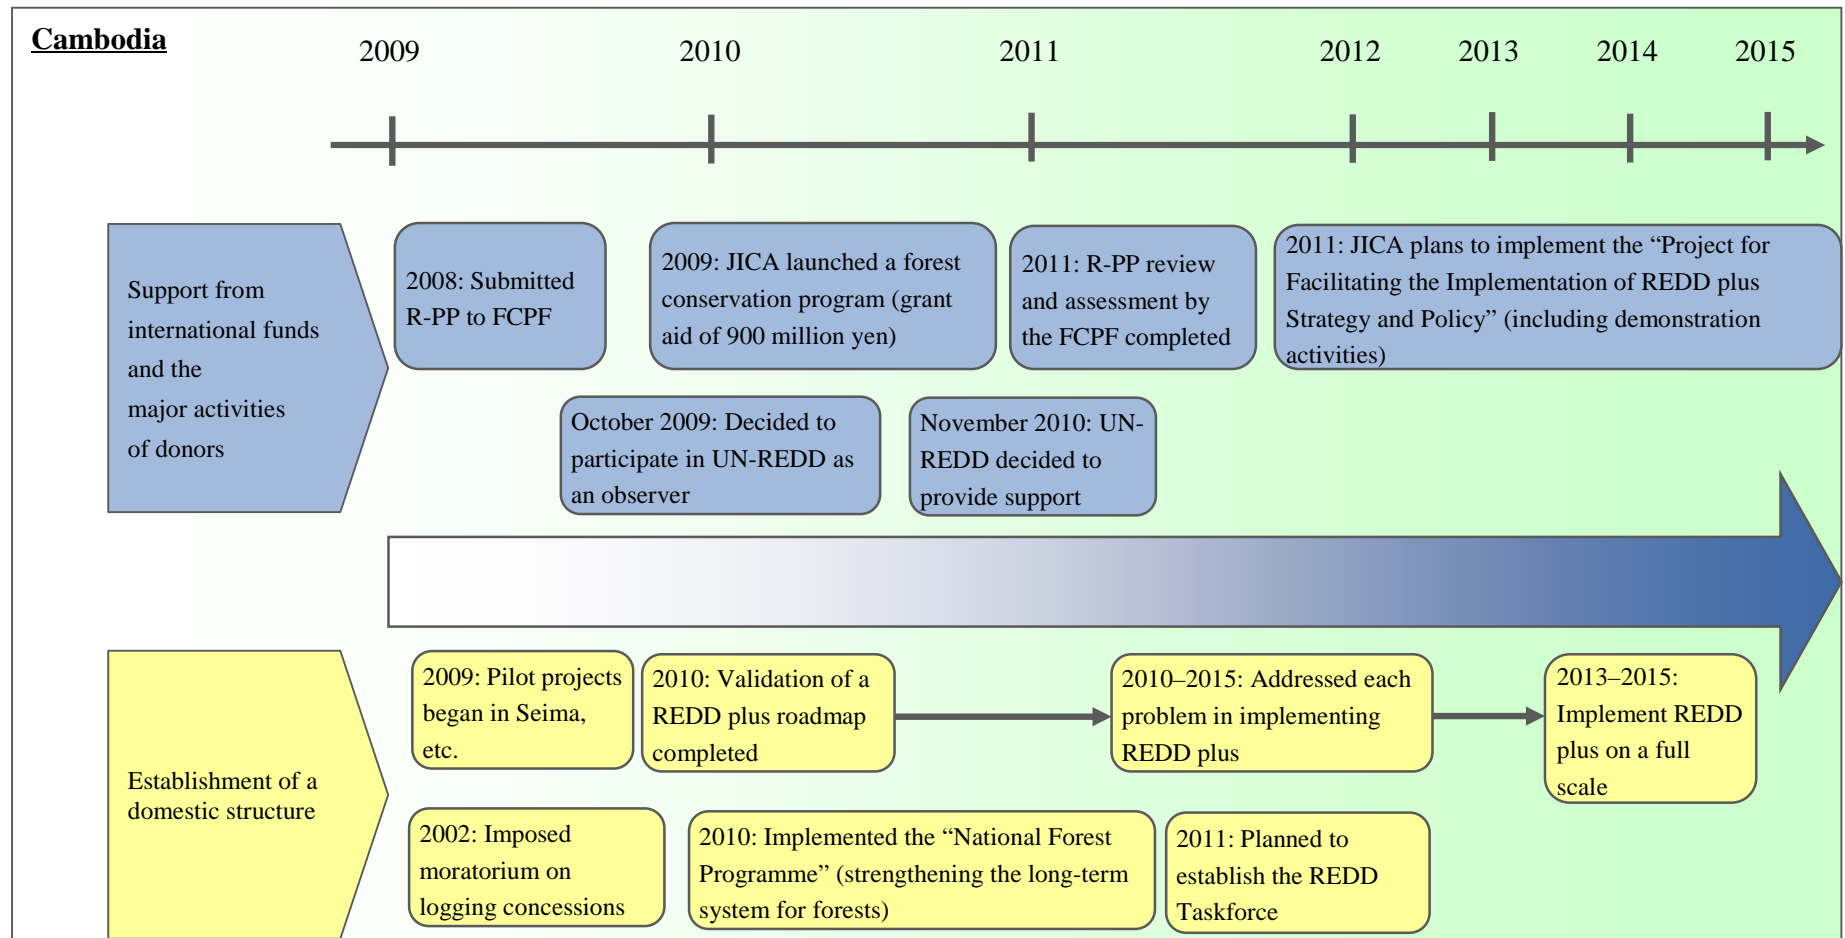 Cambodia
2009 2010 2011 2012 2013 2014 2015
Support from
international funds
and the
major activities
of donors
2008: Submitted
R-PP to FCPF
2009: JICA launched a forest
conservation program (grant
aid of 900 million yen)
2011: R-PP review
and assessment by
the FCPF completed
2011: JICA plans to implement the “Project for
Facilitating the Implementation of REDD plus
Strategy and Policy” (including demonstration
activities)
October 2009: Decided to
participate in UN-REDD as
an observer
November 2010: UN-
REDD decided to
provide support
Establishment of a
domestic structure
2009: Pilot projects
began in Seima,
etc.
2010: Validation of a
REDD plus roadmap
completed
2010–2015: Addressed each
problem in implementing
REDD plus
2013–2015:
Implement REDD
plus on a full
scale
2002: Imposed
moratorium on
logging concessions
2010: Implemented the “National Forest
Programme” (strengthening the long-term
system for forests)
2011: Planned to
establish the REDD
Taskforce